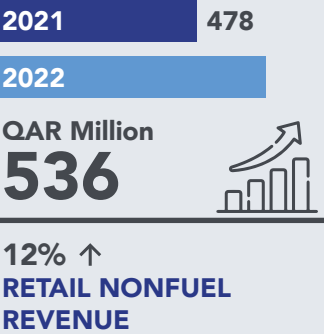 2021 478
2022
QAR Million
536
12% ↑
RETAIL NONFUEL
REVENUE